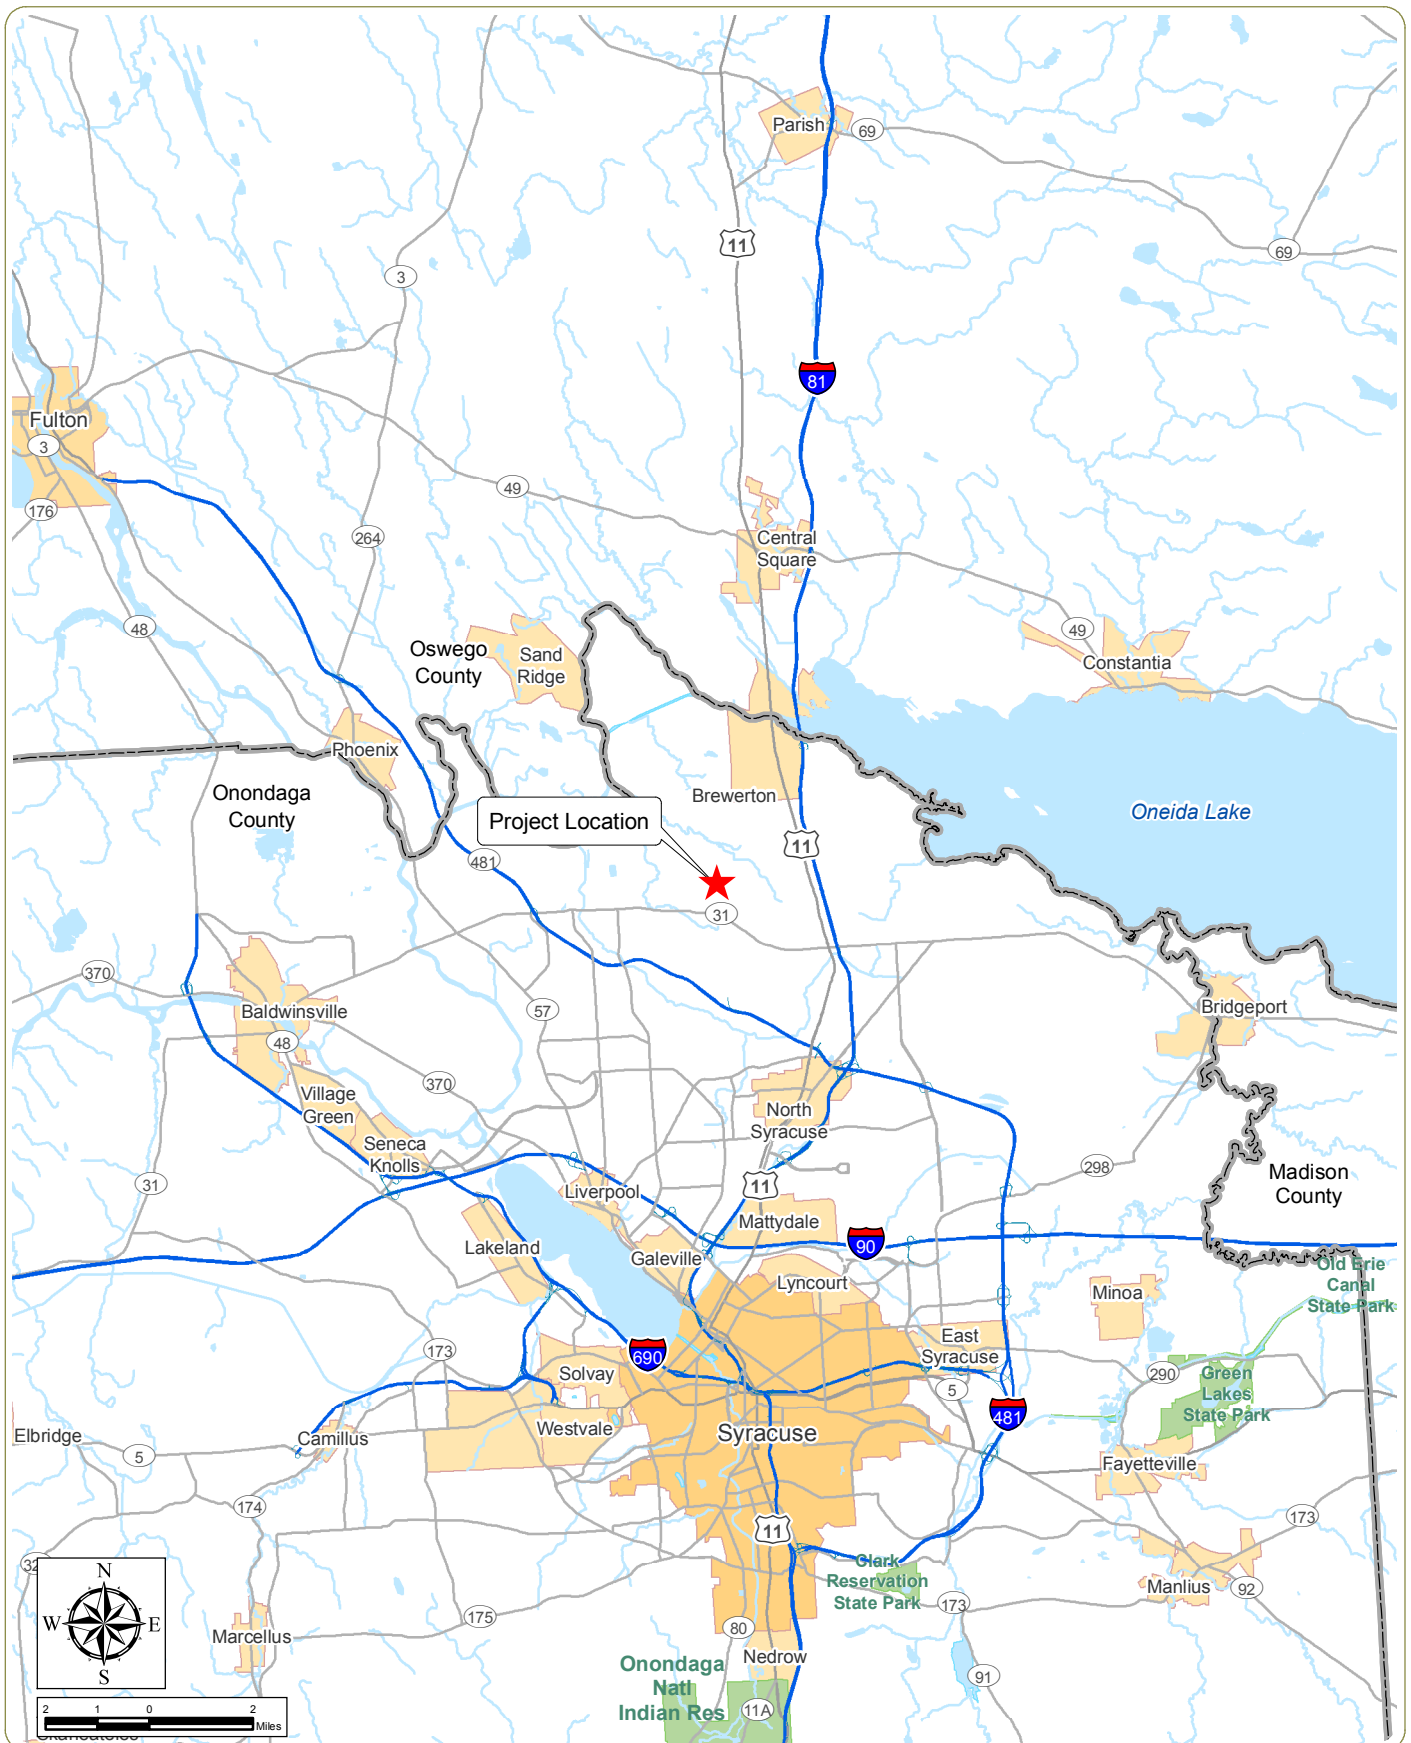 Parish
69
11
69
3
81
Fulton
3
49
176
264
Central
Square
48
49
Oswego
County
Sand
Ridge
Constantia
Phoenix
Onondaga
County
Brewerton
Oneida Lake
Project Location
11
481
31
370
Baldwinsville
57
Bridgeport
48
370
Village
Green
North
Syracuse
Seneca
Knolls
298
31
11
Madison
County
Liverpool
Mattydale
Lakeland
90
Galeville
Lyncourt
Old Erie
Canal
State Park
Minoa
East
Syracuse
173
690
Solvay
290
Green
Lakes
State Park
5
481
Westvale
Syracuse
Elbridge
Camillus
5
Fayetteville
174
173
11
Clark
Reservation
State Park
32
N
W
E
S
Manlius
92
173
175
80
Marcellus
Nedrow
Onondaga
Natl
Indian Res
91
11A
2 1 0 2
Miles